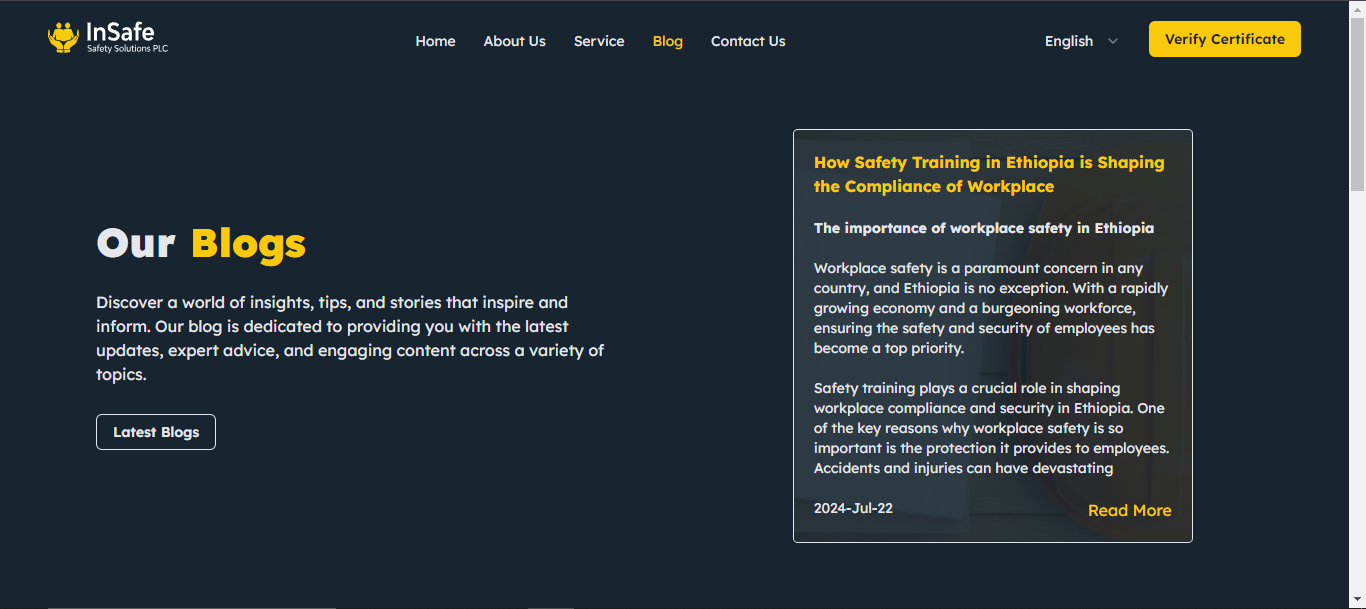 InSafe
Safety Solutions PLC
Home
About Us
Service
Blog
Contact Us
English
Verify Certificate
Our Blogs
Discover a world of insights, tips, and stories that inspire and
inform. Our blog is dedicated to providing you with the latest
updates, expert advice, and engaging content across a variety of
topics.
Latest Blogs
How Safety Training in Ethiopia is Shaping
the Compliance of Workplace
The importance of workplace safety in Ethiopia
Workplace safety is a paramount concern in any
country, and Ethiopia is no exception. With a rapidly
growing economy and a burgeoning workforce,
ensuring the safety and security of employees has
become a top priority.
Safety training plays a crucial role in shaping
workplace compliance and security in Ethiopia. One
of the key reasons why workplace safety is so
important is the protection it provides to employees.
Accidents and injuries can have devastating
2024-Jul-22
Read More